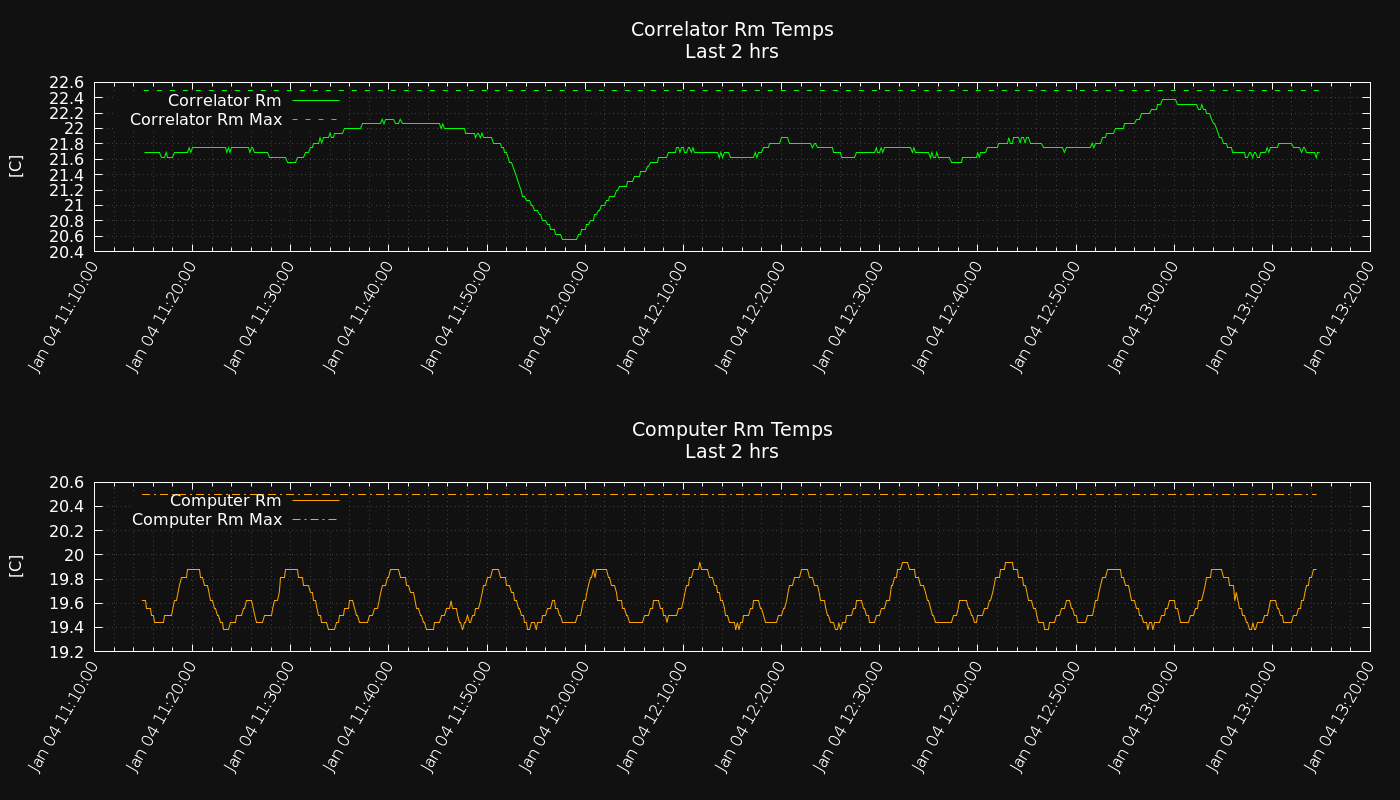 Correlator Rm Temps
Last 2 hrs
22.6
22.4
22.2
22
21.8
21.6
21.4
21.2
21
20.8
20.6
20.4
[C]
Correlator Rm
Correlator Rm Max
Jan 04 11:10:00
Jan 04 11:20:00
Jan 04 11:30:00
Jan 04 11:40:00
Jan 04 11:50:00
Jan 04 12:00:00
Jan 04 12:10:00
Jan 04 12:20:00
Jan 04 12:30:00
Jan 04 12:40:00
Jan 04 12:50:00
Jan 04 13:00:00
Jan 04 13:10:00
Jan 04 13:20:00
Computer Rm Temps
Last 2 hrs
20.6
20.4
20.2
20
19.8
19.6
19.4
19.2
[C]
Computer Rm
Computer Rm Max
Jan 04 11:10:00
Jan 04 11:20:00
Jan 04 11:30:00
Jan 04 11:40:00
Jan 04 11:50:00
Jan 04 12:00:00
Jan 04 12:10:00
Jan 04 12:20:00
Jan 04 12:30:00
Jan 04 12:40:00
Jan 04 12:50:00
Jan 04 13:00:00
Jan 04 13:10:00
Jan 04 13:20:00